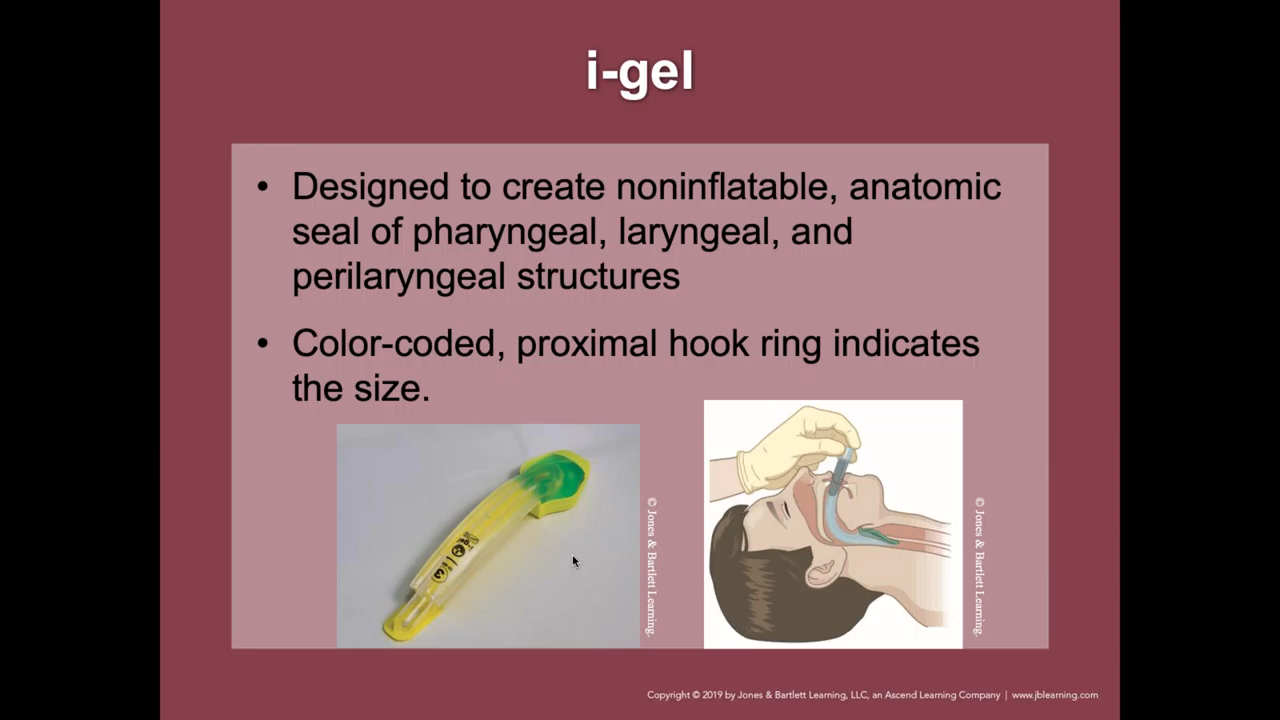 i-gel
• Designed to create noninflatable, anatomic
seal of pharyngeal, laryngeal, and
perilaryngeal structures
• Color-coded, proximal hook ring indicates
the size.
© Jones & Bartlett Learning.
© Jones & Bartlett Learning.
Copyright © 2019 by Jones & Bartlett Learning, LLC, an Ascend Learning Company | www.jblearning.com